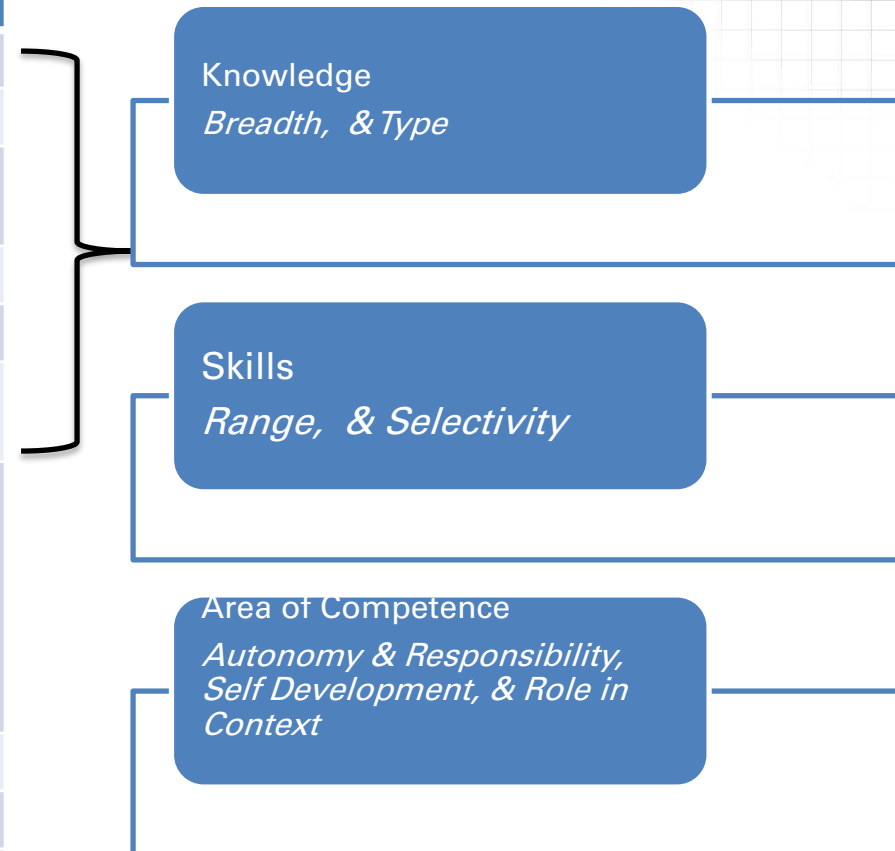 Knowledge
Breadth, & Type
Skills
Range, & Selectivity
Area of Competence
Autonomy & Responsibility,
Self Development, & Role in
Context